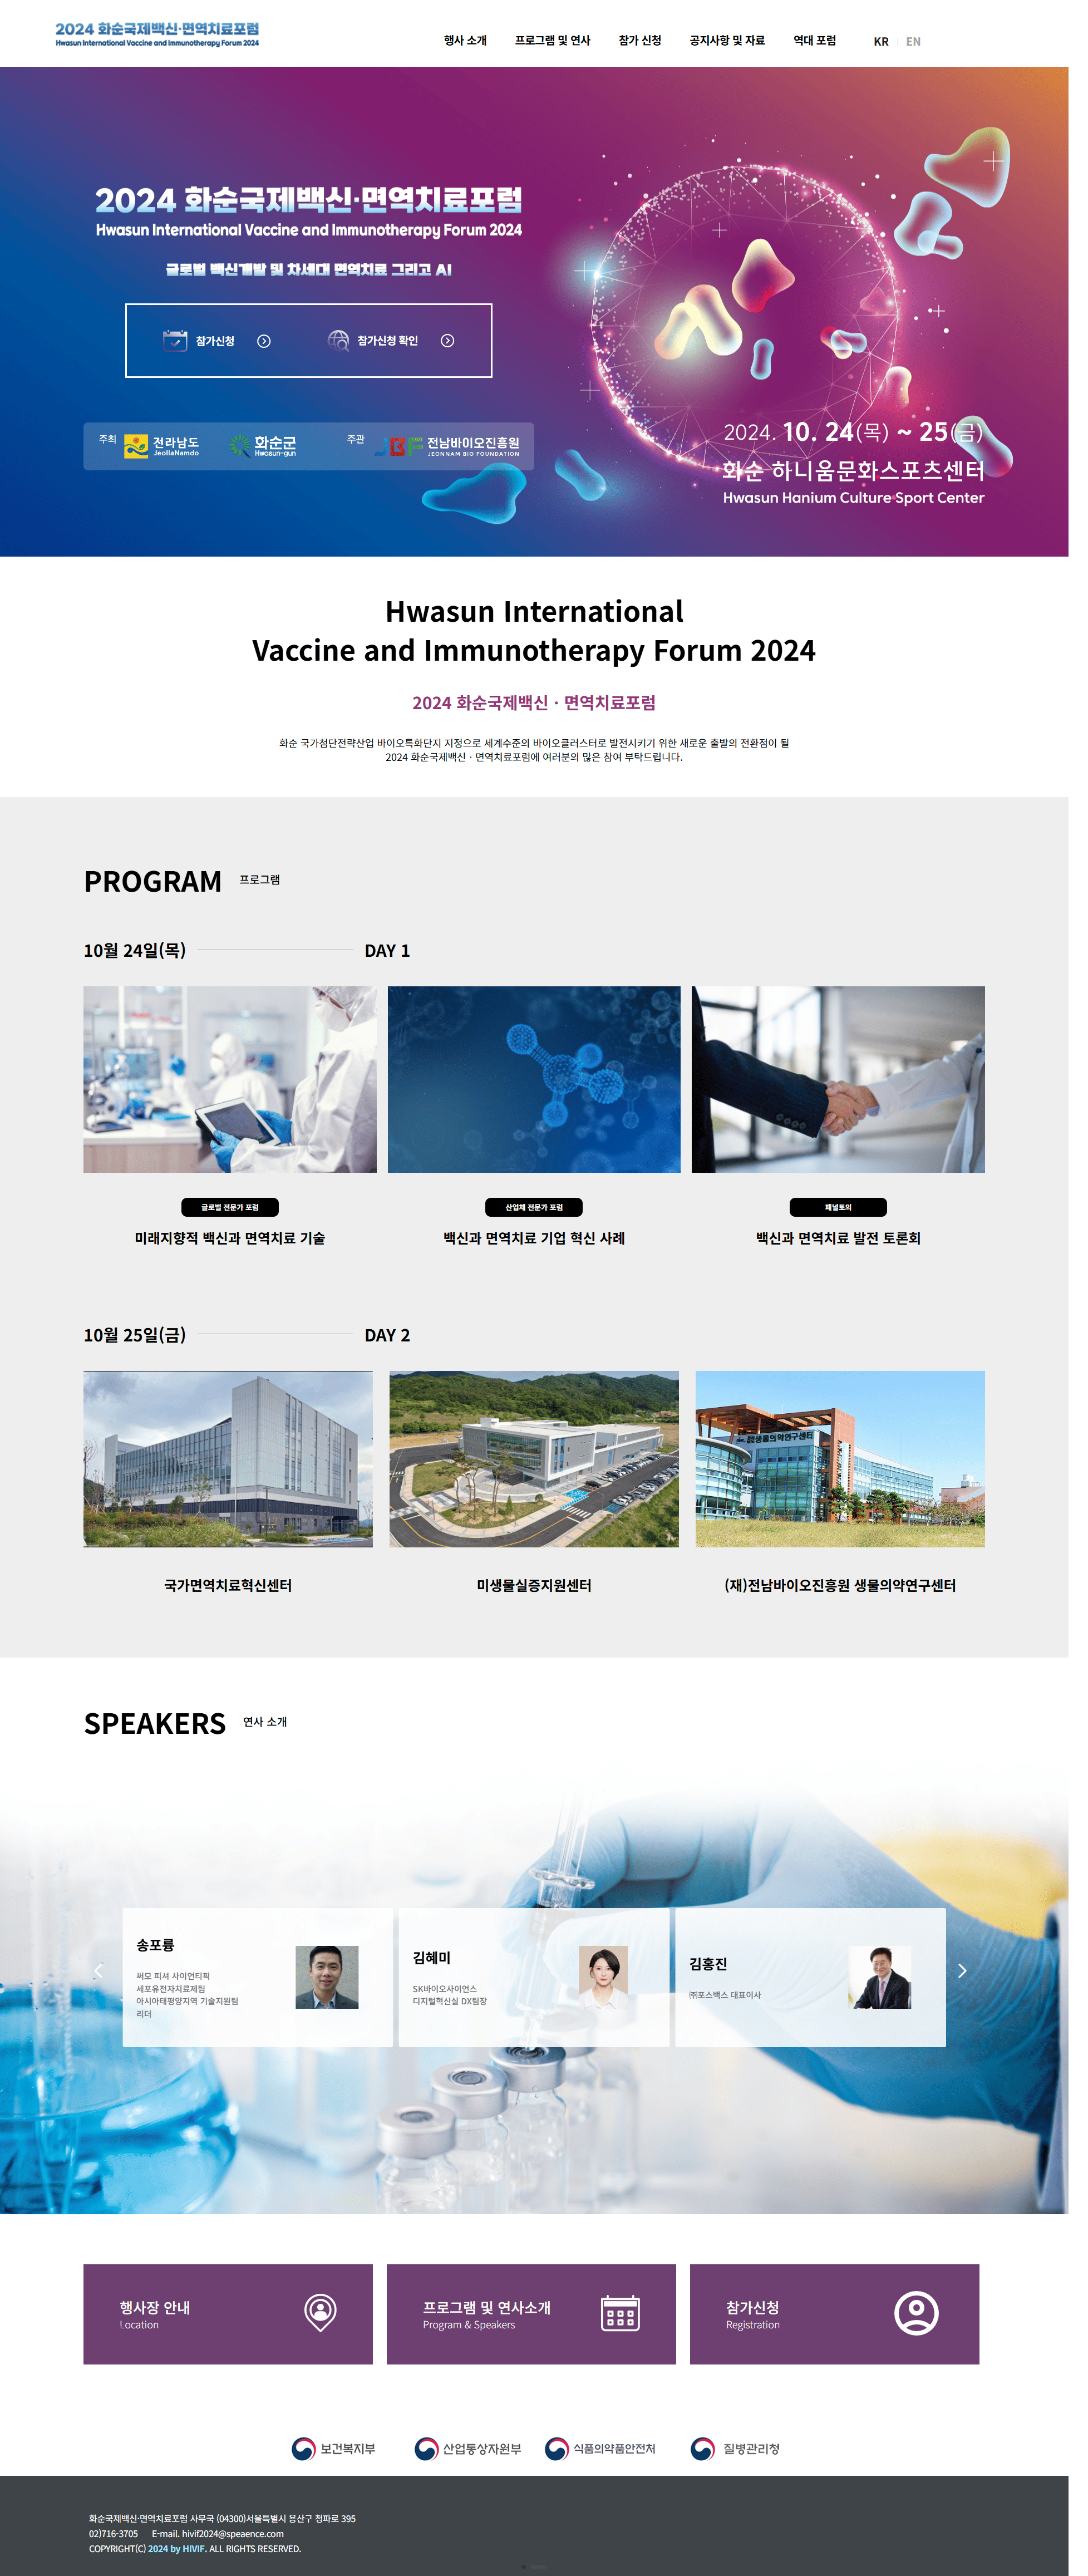 2024 화순국제백신·면역치료포럼
Hwasun International Vaccine and Immunotherapy Forum 2024
행사 소개
프로그램 및 연사
참가 신청
공지사항 및 자료
역대 포럼
KR | EN
2024 화순국제백신·면역치료포럼
Hwasun International Vaccine and Immunotherapy Forum 2024
글로벌 백신개발 및 차세대 면역치료 그리고 AI
참가신청
참가신청 확인
주최
전라남도
JeollaNamdo
화순군
Hwasun-gun
주관
JBF
전남바이오진흥원
JEONNAM BIO FOUNDATION
2024. 10. 24(목) ~ 25(금)
화순 하니움문화스포츠센터
Hwasun Hanium Culture Sport Center
Hwasun International
Vaccine and Immunotherapy Forum 2024
2024 화순국제백신 · 면역치료포럼
화순 국가첨단전략산업 바이오특화단지 지정으로 세계수준의 바이오클러스터로 발전시키기 위한 새로운 출발의 전환점이 될
2024 화순국제백신 · 면역치료포럼에 여러분의 많은 참여 부탁드립니다.
PROGRAM 프로그램
10월 24일(목) DAY 1
글로벌 전문가 포럼
미래지향적 백신과 면역치료 기술
산업체 전문가 포럼
백신과 면역치료 기업 혁신 사례
패널토의
백신과 면역치료 발전 토론회
10월 25일(금) DAY 2
생물의약연구센터
국가면역치료혁신센터
미생물실증지원센터
(재)전남바이오진흥원 생물의약연구센터
SPEAKERS 연사 소개
송포륭
써모 피셔 사이언티픽
세포유전자치료제팀
아시아태평양지역 기술지원팀
리더
김혜미
SK바이오사이언스
디지털혁신실 DX팀장
김홍진
㈜포스백스 대표이사
행사장 안내
Location
프로그램 및 연사소개
Program & Speakers
참가신청
Registration
보건복지부
산업통상자원부
식품의약품안전처
질병관리청
화순국제백신·면역치료포럼 사무국 (04300)서울특별시 용산구 청파로 395
02)716-3705 E-mail. hivif2024@speaence.com
COPYRIGHT(C) 2024 by HIVIF. ALL RIGHTS RESERVED.